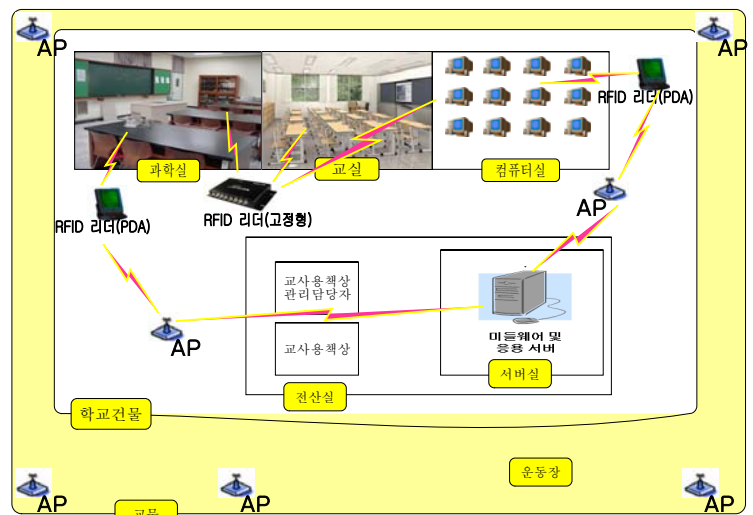 AP
AP
RFID 리더(PDA)
과학실
교실
컴퓨터실
AP
RFID 리더(PDA)
RFID 리더(고정형)
교사용책상
관리담당자
미들웨어 및
응용 서버
AP
교사용책상
서버실
전산실
학교건물
운동장
AP
AP
AP
교문